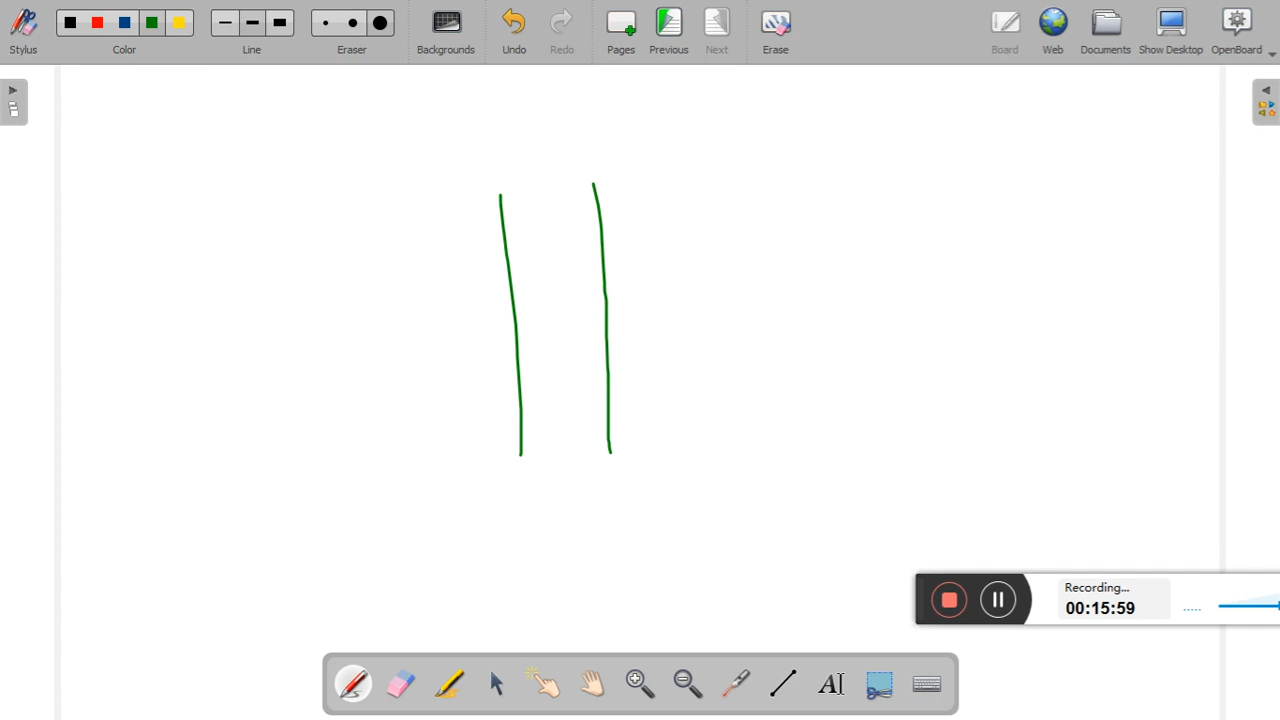 Stylus Color Line Eraser Backgrounds Undo Redo Pages Previous Next Erase Board Web Documents Show Desktop OpenBoard
Recording...
00:15:59
AI